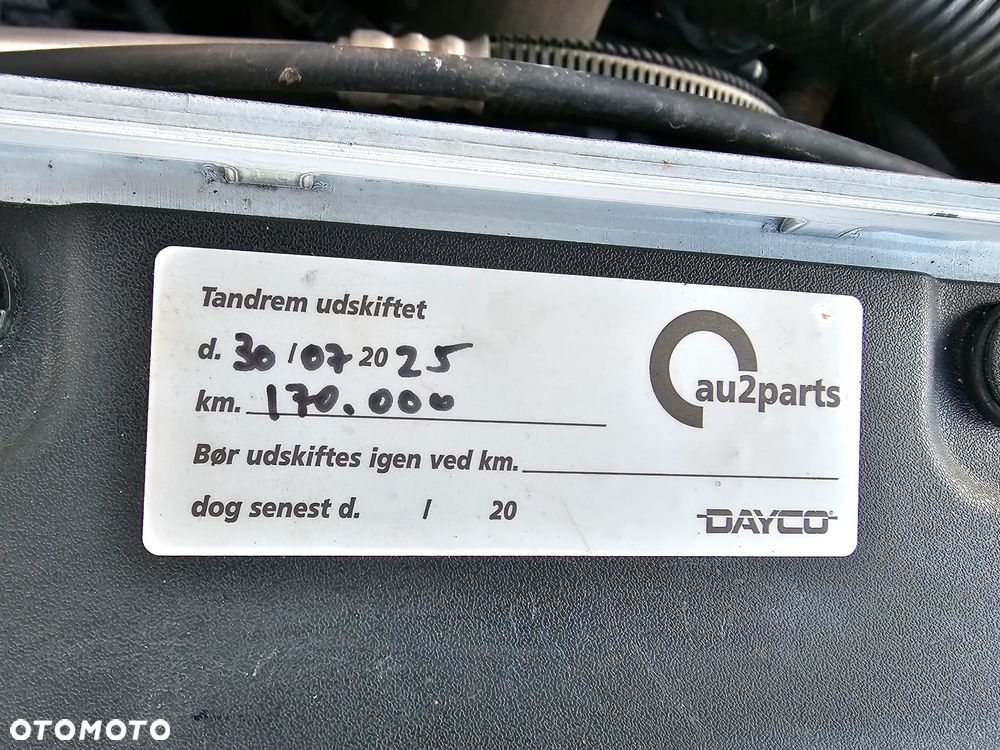 Tandrem udskiftet
d. 30/07 2025
km. 170.000
Bør udskiftes igen ved km.
dog senest d. / 20
au2parts
DAYCO
OTOMOTO